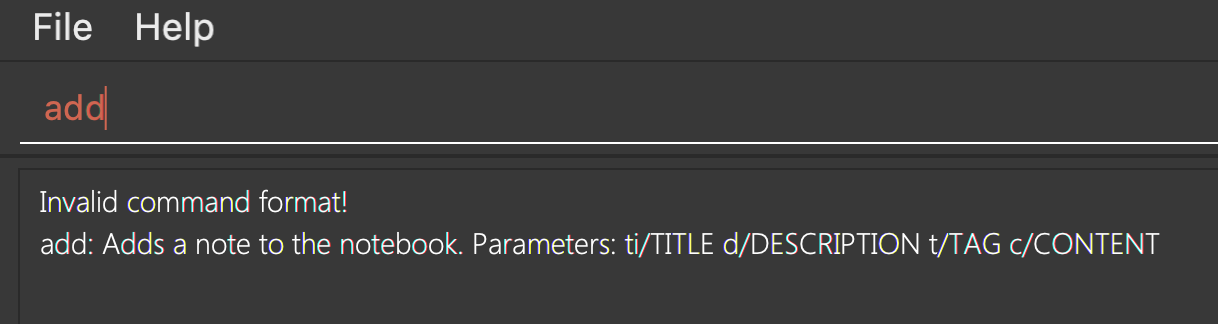 File Help
add
Invalid command format!
add: Adds a note to the notebook. Parameters: ti/TITLE d/DESCRIPTION t/TAG c/CONTENT